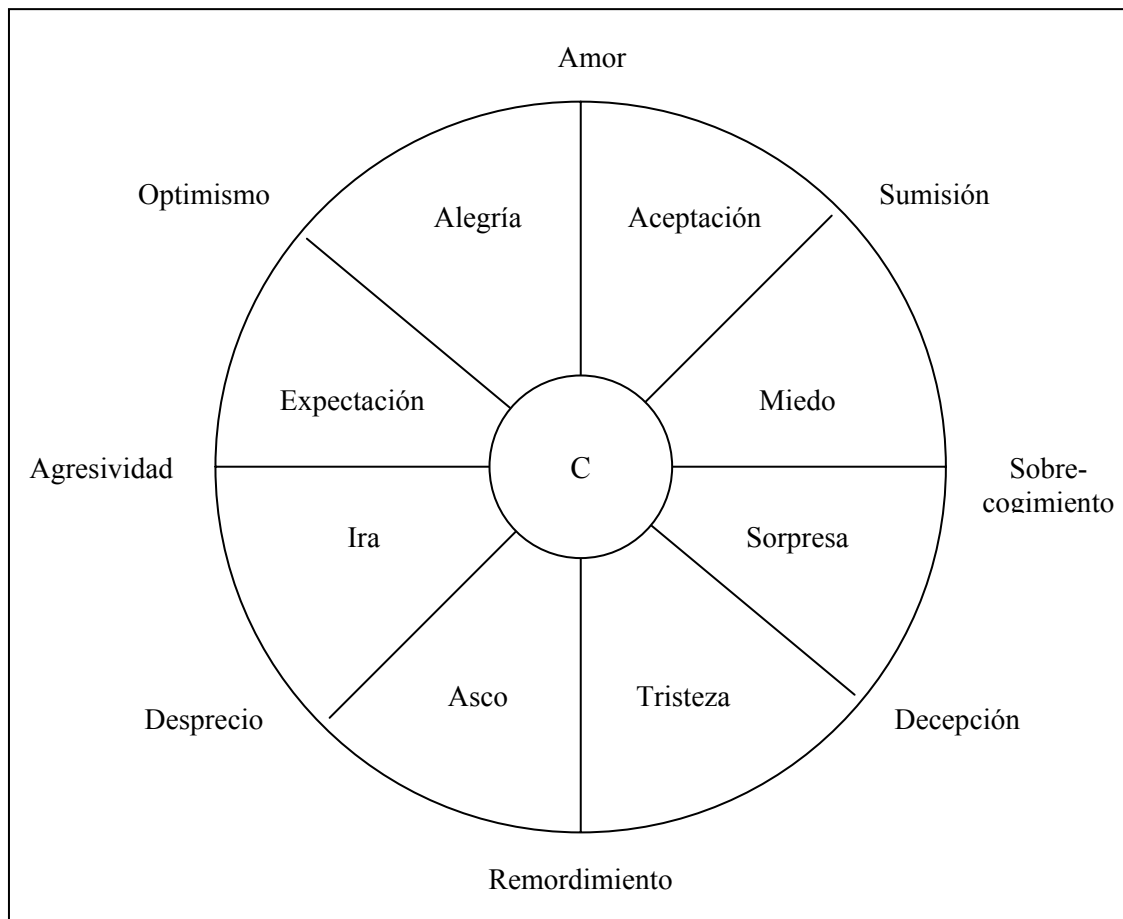 Amor
Optimismo
Sumisión
Alegría
Aceptación
Expectación
Miedo
Agresividad
C
Sobre-
cogimiento
Ira
Sorpresa
Asco
Tristeza
Desprecio
Decepción
Remordimiento